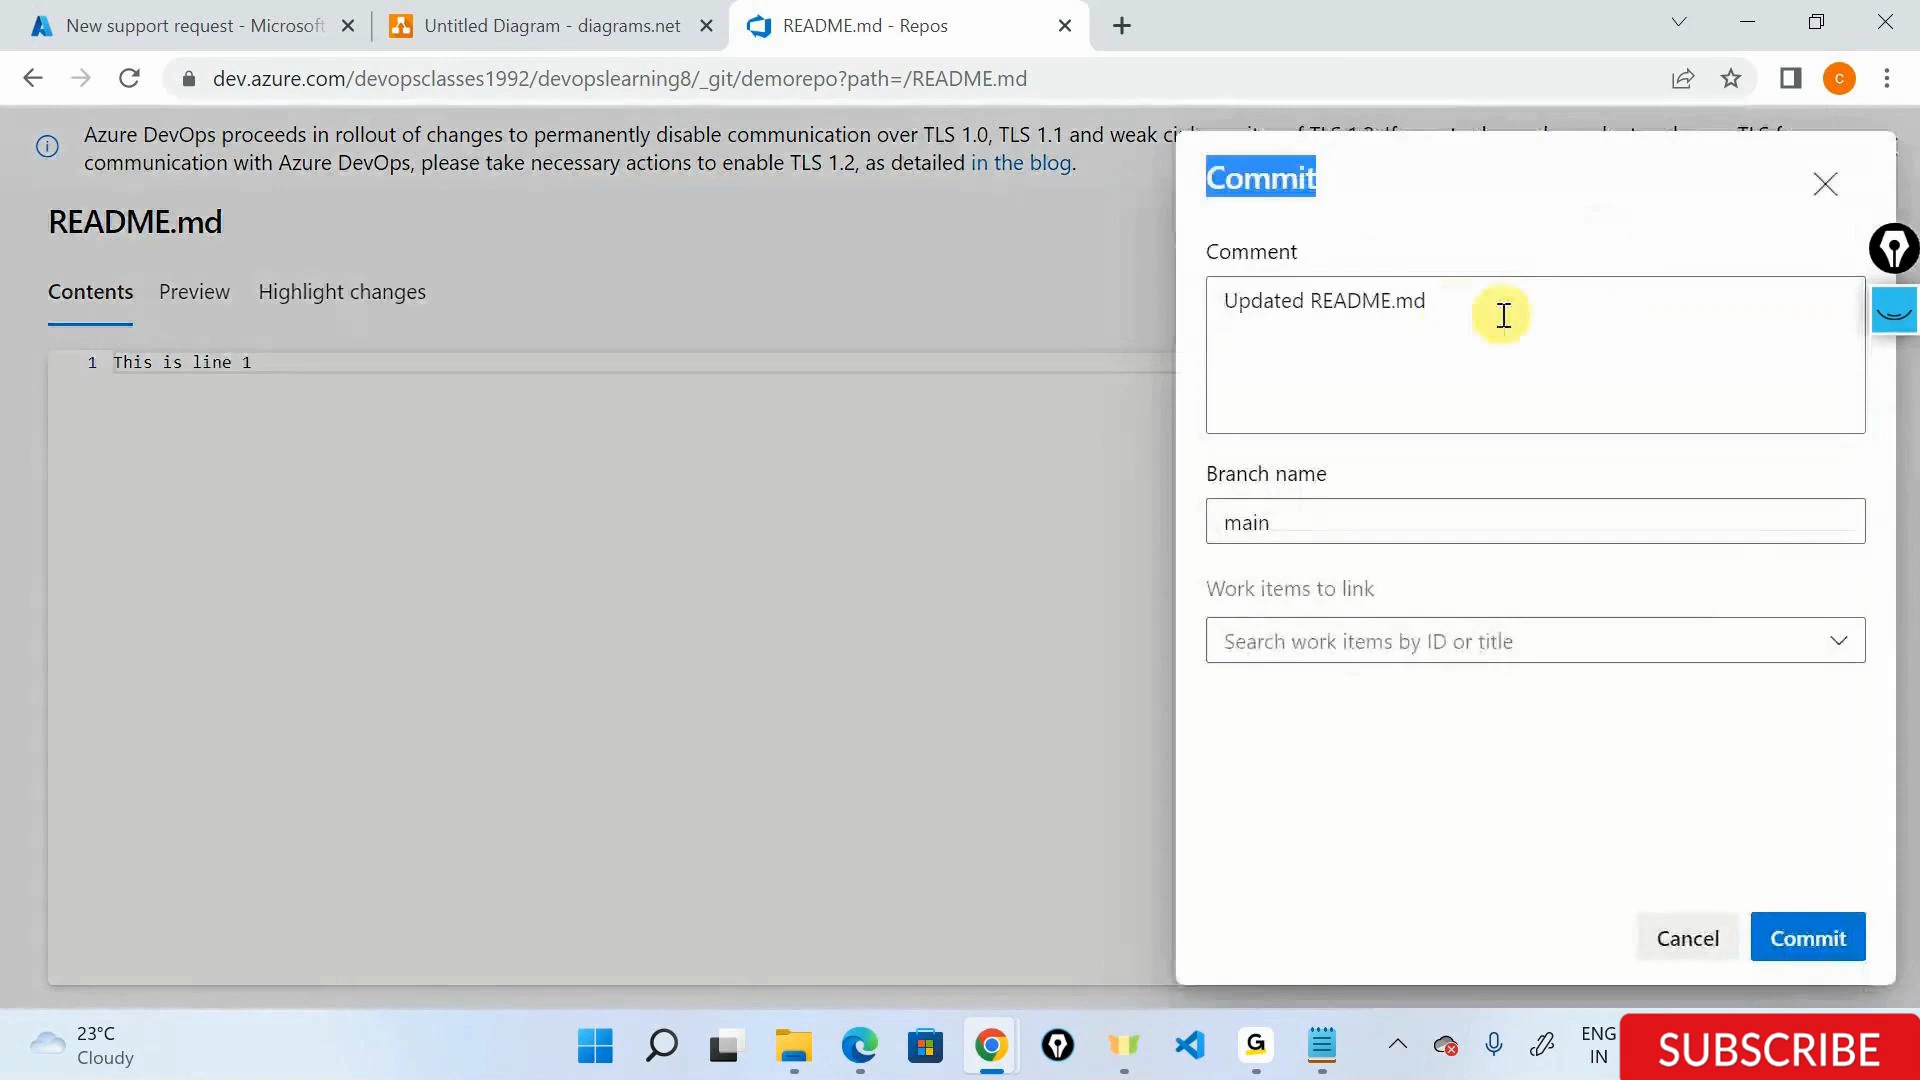 New support request - Microsoft
Untitled Diagram - diagrams.net
README.md - Repos
dev.azure.com/devopsclasses1992/devopslearning8/_git/demorepo?path=/README.md
c
Azure DevOps proceeds in rollout of changes to permanently disable communication over TLS 1.0, TLS 1.1 and weak
communication with Azure DevOps, please take necessary actions to enable TLS 1.2, as detailed in the blog.
README.md
Contents
Preview
Highlight changes
1 This is line 1
Commit
Comment
Updated README.md
Branch name
main
Work items to link
Search work items by ID or title
Cancel
Commit
23°C
Cloudy
G
ENG
IN
SUBSCRIBE